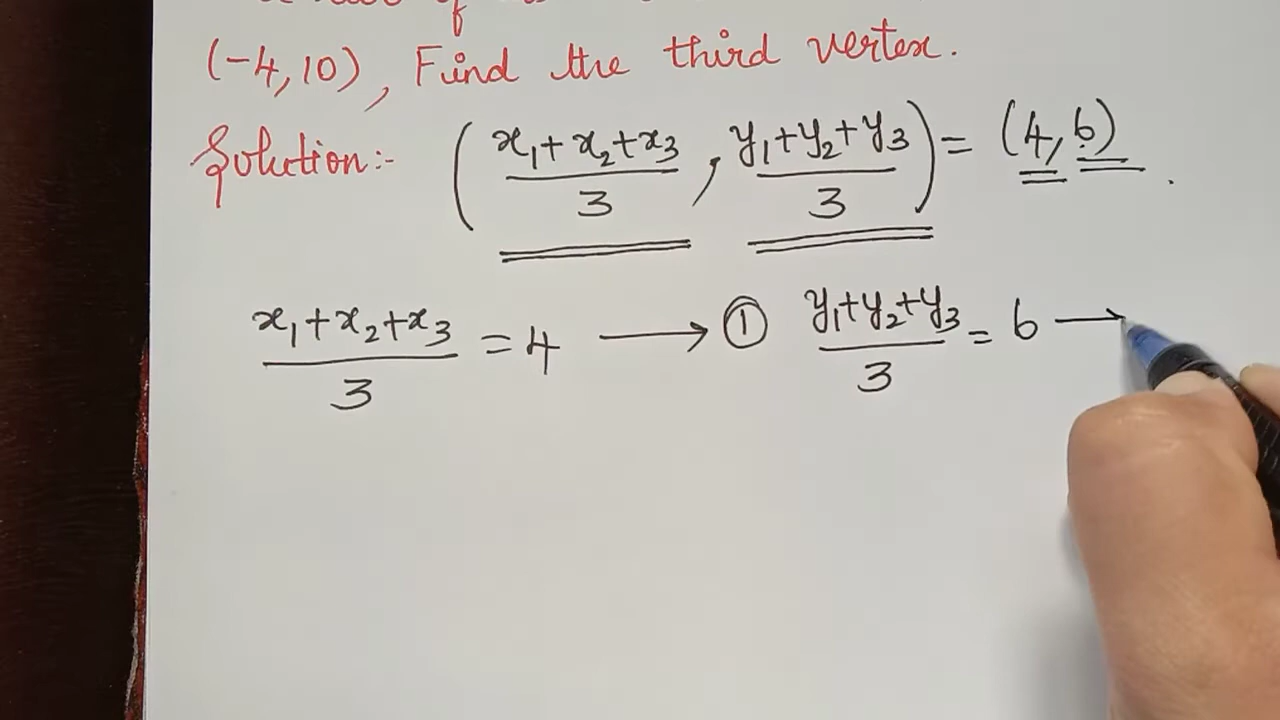 of
(-4,10), Find the third vertex.
Solution:- (x₁+x₂+x₃/3, y₁+y₂+y₃/3) = (4,6).
x₁+x₂+x₃/3 = 4 → ① y₁+y₂+y₃/3 = 6 →